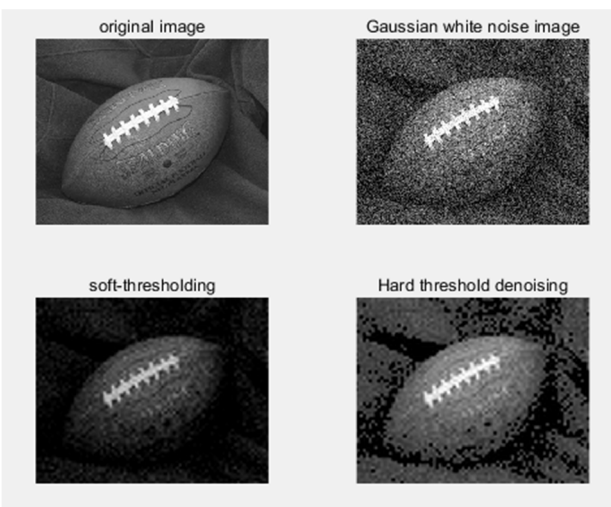 original image
Gaussian white noise image
soft-thresholding
Hard threshold denoising